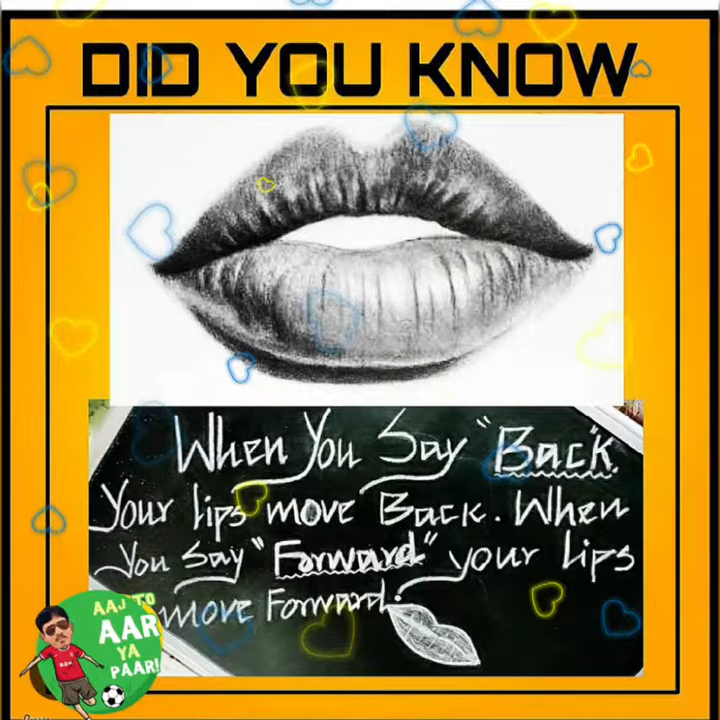 DID YOU KNOW
When You Say "Back".
Your lips move Back. When
You Say "Forward" your lips
move Forward.
AAJ TO
AAR
YA
PAAR!